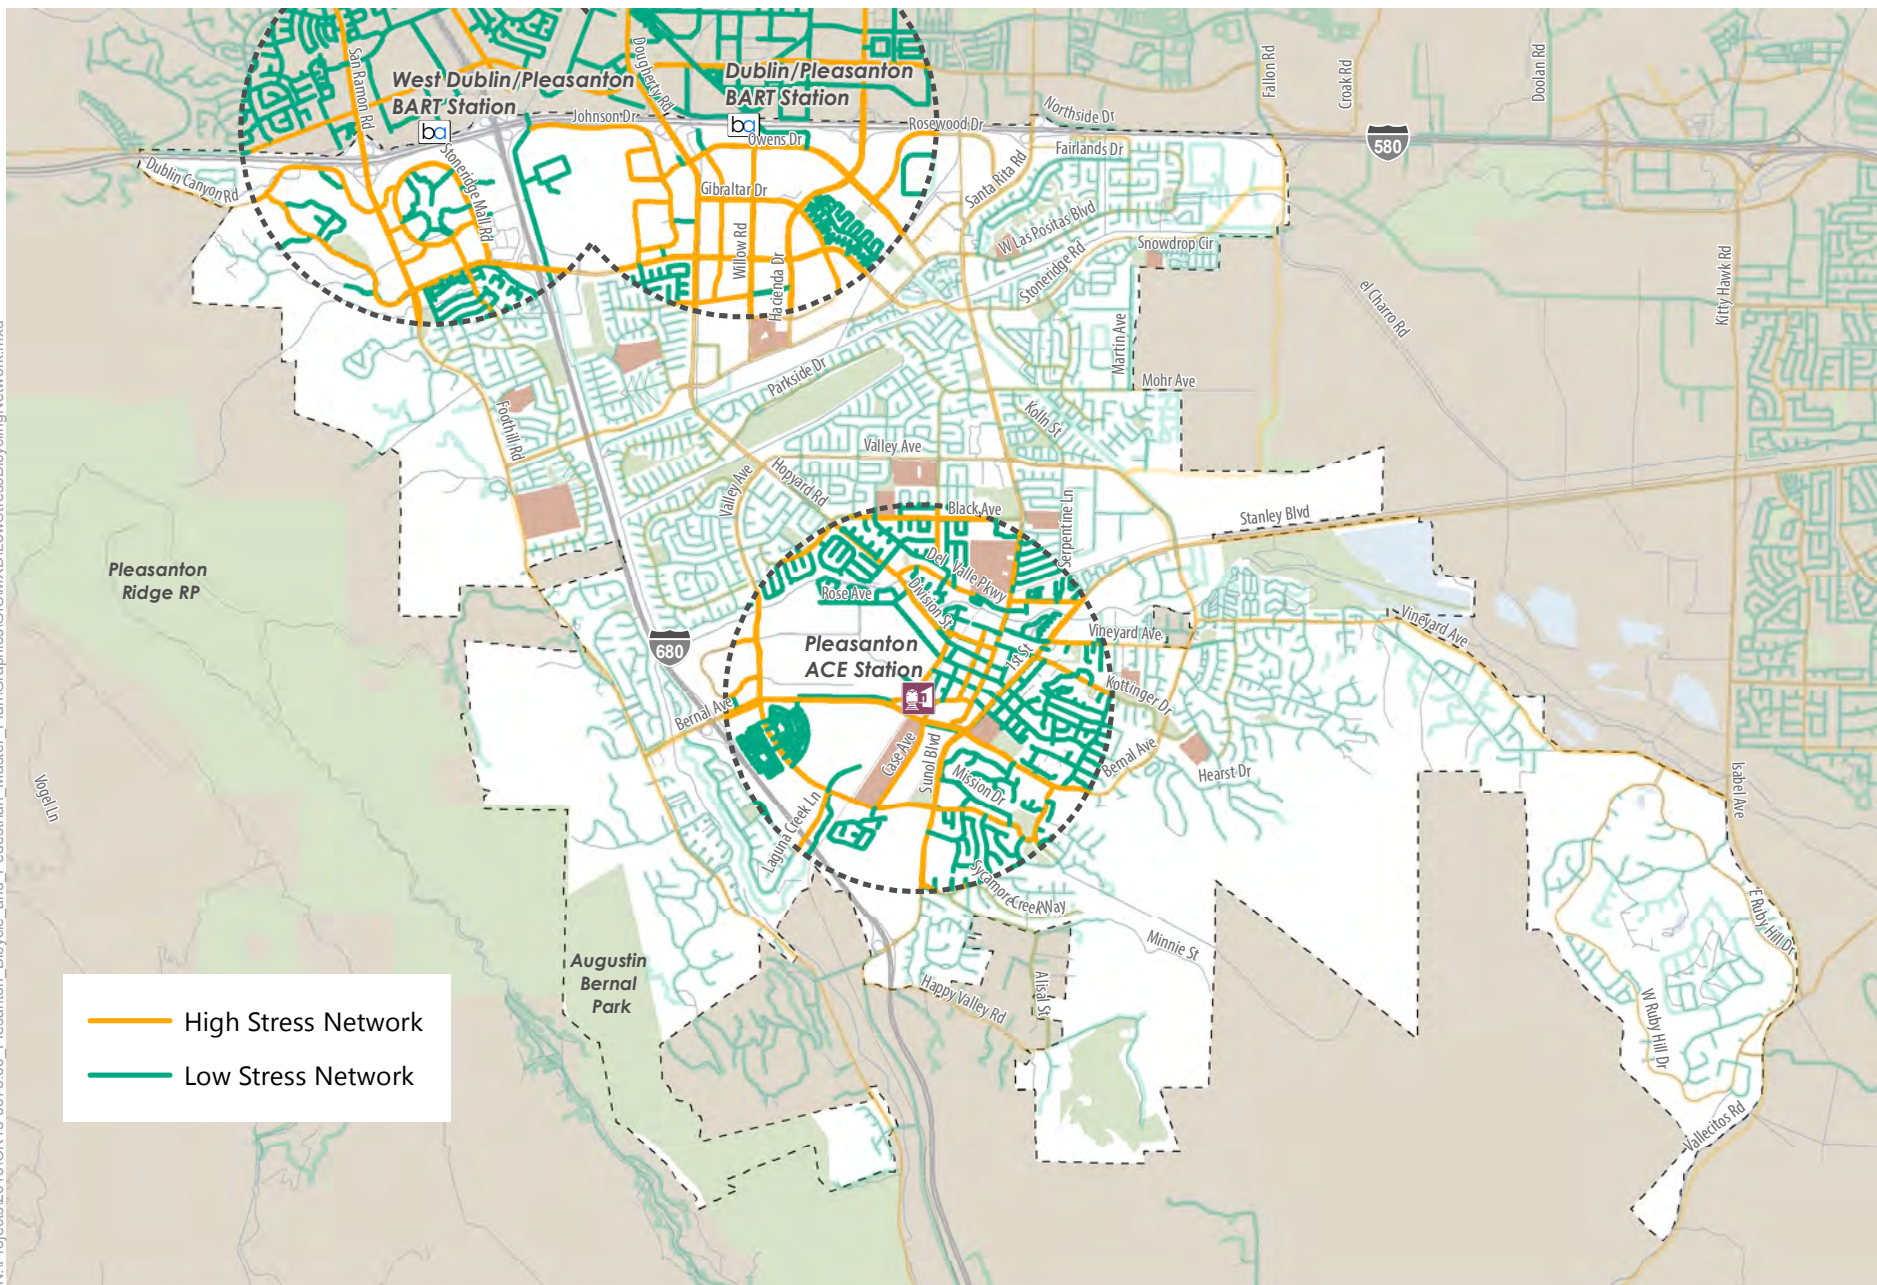 San Ramon Rd
West Dublin/Pleasanton
BART Station
ba
Dougherty Rd
Dublin/Pleasanton
BART Station
ba
Johnson Dr
Owens Dr
Rosewood Dr
Northside Dr
Fallon Rd
Croak Rd
Doolan Rd
580
Fairlands Dr
Dublin Canyon Rd
Stoneridge Mall Rd
Gibraltar Dr
Santa Rita Rd
W Las Positas Blvd
Snowdrop Cir
Stoneridge Rd
Willow Rd
Hacienda Dr
el Charro Rd
Kitty Hawk Rd
Martin Ave
Mohr Ave
Parkside Dr
Foothill Rd
Kolln St
Valley Ave
Hopyard Rd
Valley Ave
Black Ave
Serpentine Ln
Stanley Blvd
Pleasanton
Ridge RP
Del Valle Pkwy
Rose Ave
Division St
Vineyard Ave
Vineyard Ave
680
Pleasanton
ACE Station
1st St
Kottinger Dr
Bernal Ave
Case Ave
Sunol Blvd
Bernal Ave
Hearst Dr
Mission Dr
Laguna Creek Ln
Vogel Ln
Isabel Ave
Sycamore Creek Way
Minnie St
E Ruby Hill Dr
Augustin
Bernal
Park
Happy Valley Rd
Alisal St
W Ruby Hill Dr
Vallecitos Rd
High Stress Network
Low Stress Network